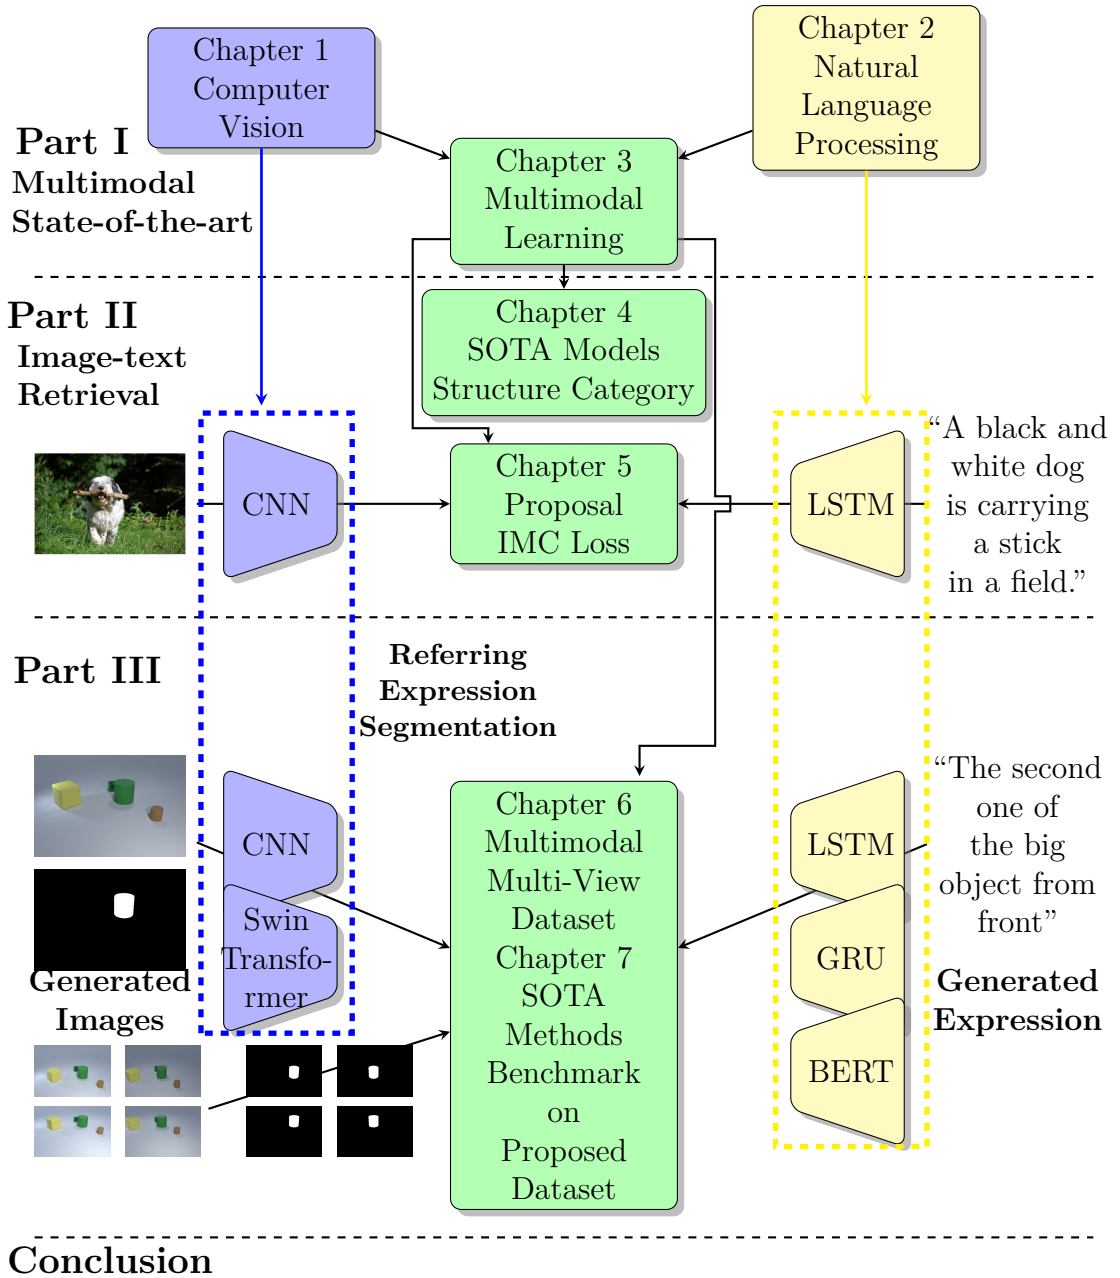 Chapter 1
Computer
Vision
Chapter 2
Natural
Language
Processing
Part I
Multimodal
State-of-the-art
Chapter 3
Multimodal
Learning
Part II
Image-text
Retrieval
Chapter 4
SOTA Models
Structure Category
CNN
Chapter 5
Proposal
IMC Loss
LSTM
“A black and
white dog
is carrying
a stick
in a field.”
Part III
Referring
Expression
Segmentation
CNN
Swin
Transfo-
rmer
Chapter 6
Multimodal
Multi-View
Dataset
Chapter 7
SOTA
Methods
Benchmark
on
Proposed
Dataset
LSTM
GRU
BERT
“The second
one of
the big
object from
front”
Generated
Images
Generated
Expression
Conclusion